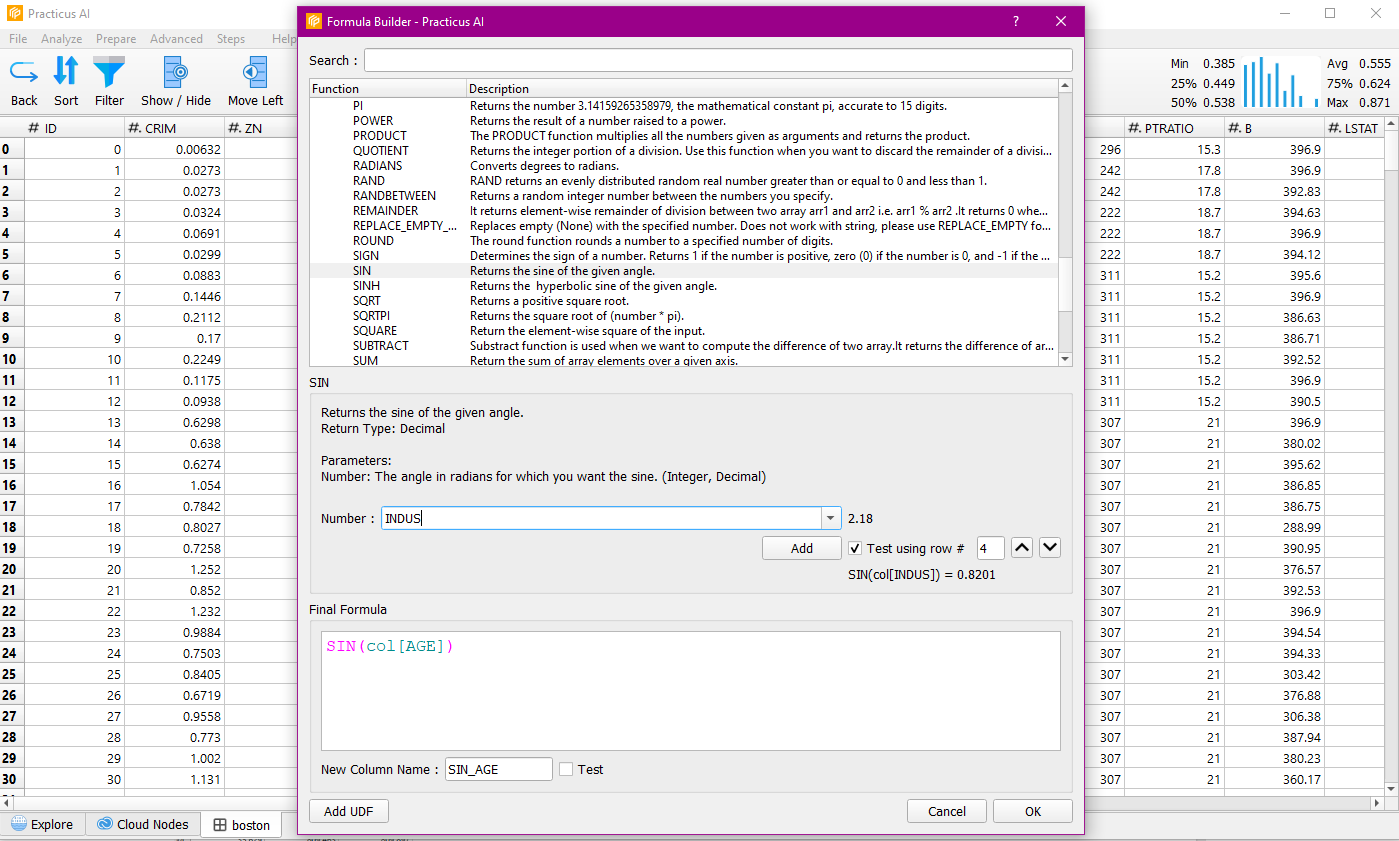 Practicus AI
File Analyze Prepare Advanced Steps Help
Back Sort Filter Show / Hide Move Left
Min 0.385 Avg 0.555
25% 0.449 75% 0.624
50% 0.538 Max 0.871
Formula Builder - Practicus AI ?
Search :
Function Description
PI Returns the number 3.14159265358979, the mathematical constant pi, accurate to 15 digits.
POWER Returns the result of a number raised to a power.
PRODUCT The PRODUCT function multiplies all the numbers given as arguments and returns the product.
QUOTIENT Returns the integer portion of a division. Use this function when you want to discard the remainder of a divisi...
RADIANS Converts degrees to radians.
RAND RAND returns an evenly distributed random real number greater than or equal to 0 and less than 1.
RANDBETWEEN Returns a random integer number between the numbers you specify.
REMAINDER It returns element-wise remainder of division between two array arr1 and arr2 i.e. arr1 % arr2 .It returns 0 whe...
REPLACE_EMPTY_... Replaces empty (None) with the specified number. Does not work with string, please use REPLACE_EMPTY fo...
ROUND The round function rounds a number to a specified number of digits.
SIGN Determines the sign of a number. Returns 1 if the number is positive, zero (0) if the number is 0, and -1 if the ...
SIN Returns the sine of the given angle.
SINH Returns the  hyperbolic sine of the given angle.
SQRT Returns a positive square root.
SQRTPI Returns the square root of (number * pi).
SQUARE Return the element-wise square of the input.
SUBTRACT Substract function is used when we want to compute the difference of two array.It returns the difference of ar...
SUM Return the sum of array elements over a given axis.
SIN
Returns the sine of the given angle.
Return Type: Decimal
Parameters:
Number: The angle in radians for which you want the sine. (Integer, Decimal)
Number : INDUS 2.18
Add Test using row # 4
SIN(col[INDUS]) = 0.8201
Final Formula
SIN(col[AGE])
New Column Name : SIN_AGE Test
Add UDF Cancel OK
# ID #. CRIM #. ZN #. PTRATIO #. B #. LSTAT
0 0 0.00632 296 15.3 396.9
1 1 0.0273 242 17.8 396.9
2 2 0.0273 242 17.8 392.83
3 3 0.0324 222 18.7 394.63
4 4 0.0691 222 18.7 396.9
5 5 0.0299 222 18.7 394.12
6 6 0.0883 311 15.2 395.6
7 7 0.1446 311 15.2 396.9
8 8 0.2112 311 15.2 386.63
9 9 0.17 311 15.2 386.71
10 10 0.2249 311 15.2 392.52
11 11 0.1175 311 15.2 396.9
12 12 0.0938 311 15.2 390.5
13 13 0.6298 307 21 396.9
14 14 0.638 307 21 380.02
15 15 0.6274 307 21 395.62
16 16 1.054 307 21 386.85
17 17 0.7842 307 21 386.75
18 18 0.8027 307 21 288.99
19 19 0.7258 307 21 390.95
20 20 1.252 307 21 376.57
21 21 0.852 307 21 392.53
22 22 1.232 307 21 396.9
23 23 0.9884 307 21 394.54
24 24 0.7503 307 21 394.33
25 25 0.8405 307 21 303.42
26 26 0.6719 307 21 376.88
27 27 0.9558 307 21 306.38
28 28 0.773 307 21 387.94
29 29 1.002 307 21 380.23
30 30 1.131 307 21 360.17
Explore Cloud Nodes boston